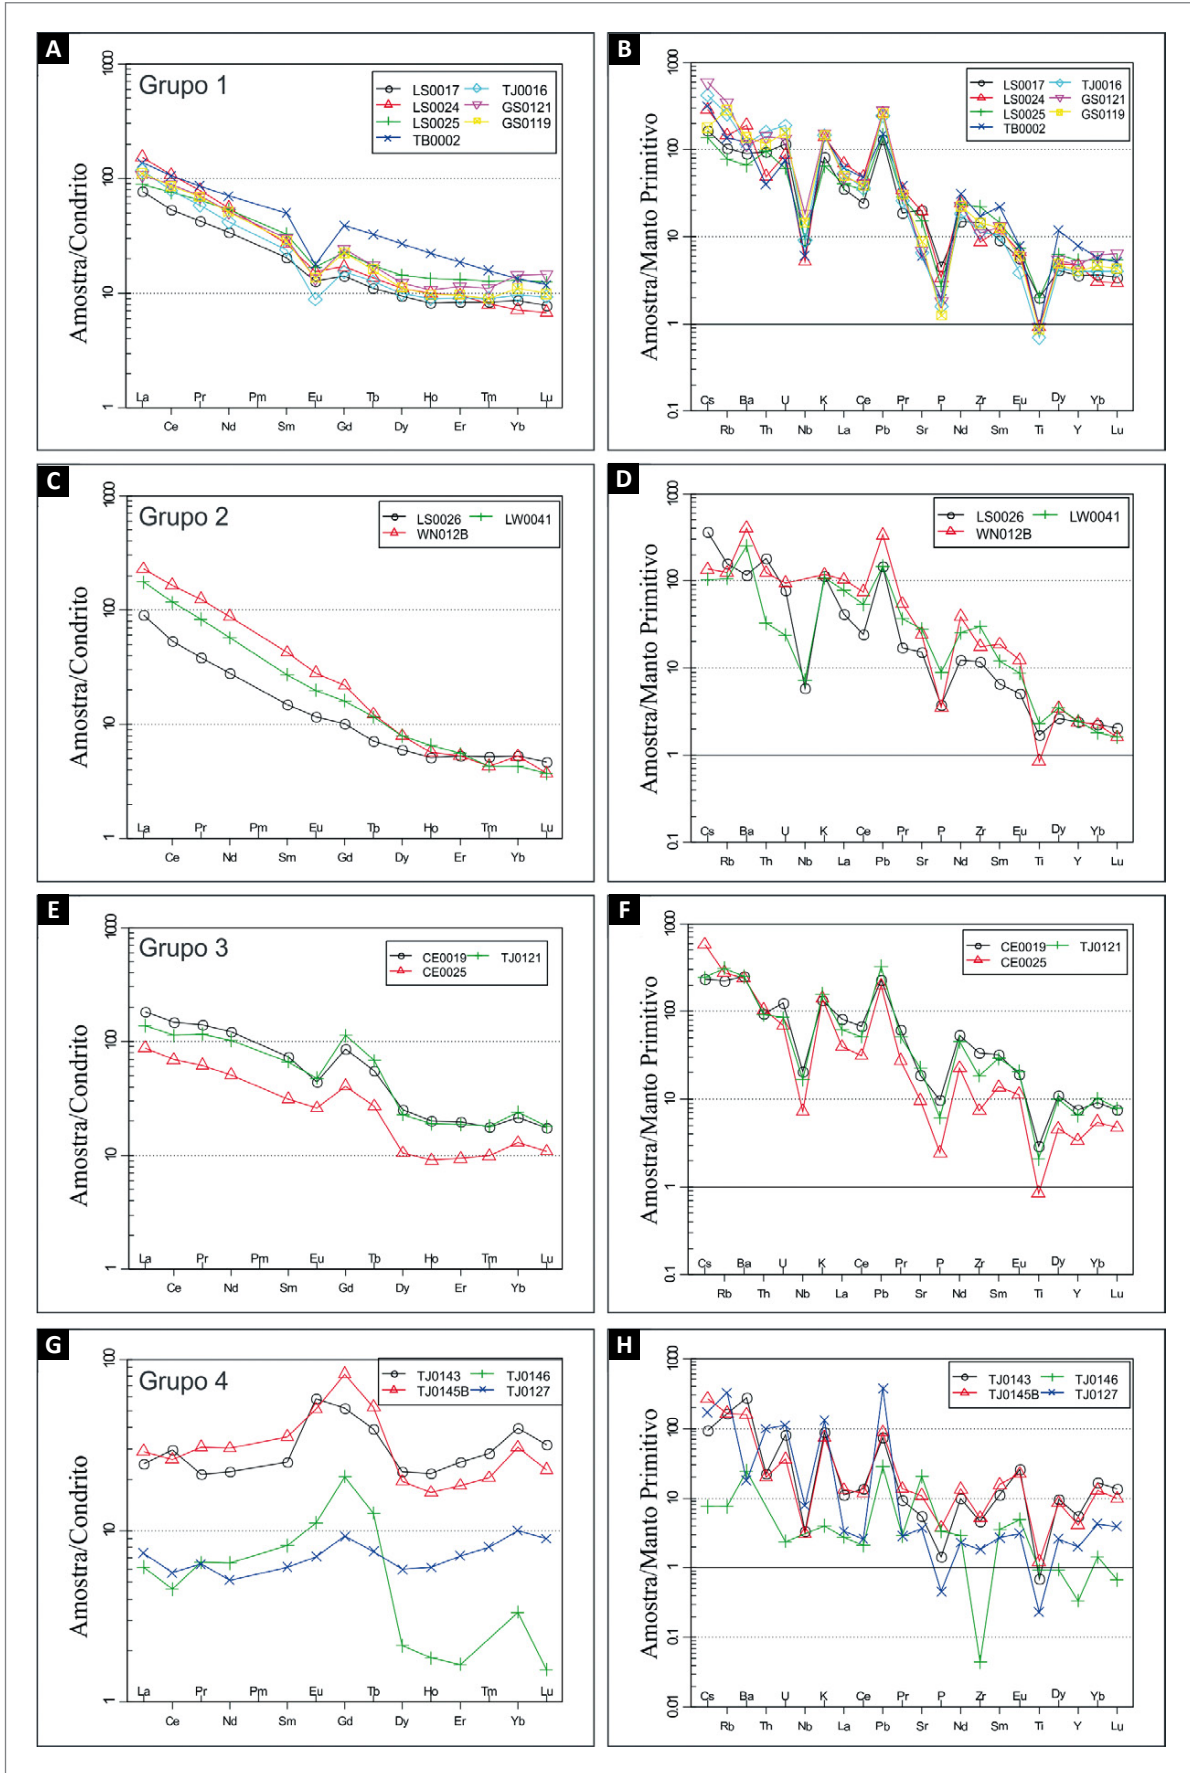 A
Grupo 1
LS0017 TJ0016
LS0024 GS0121
LS0025 GS0119
TB0002
Amostra/Condrito
1000
100
10
1
La Pr Pm Eu Tb Ho Tm Lu
Ce Nd Sm Gd Dy Er Yb
B
LS0017 TJ0016
LS0024 GS0121
LS0025 GS0119
TB0002
Amostra/Manto Primitivo
1000
100
10
1
0.1
Cs Ba U K Ce Pr P Zr Eu Dy Yb
Rb Th Nb La Pb Sr Nd Sm Ti Y Lu
C
Grupo 2
LS0026 LW0041
WN012B
Amostra/Condrito
1000
100
10
1
La Pr Pm Eu Tb Ho Tm Lu
Ce Nd Sm Gd Dy Er Yb
D
LS0026 LW0041
WN012B
Amostra/Manto Primitivo
1000
100
10
1
0.1
Cs Ba U K Ce Pr P Zr Eu Dy Yb
Rb Th Nb La Pb Sr Nd Sm Ti Y Lu
E
Grupo 3
CE0019 TJ0121
CE0025
Amostra/Condrito
1000
100
10
1
La Pr Pm Eu Tb Ho Tm Lu
Ce Nd Sm Gd Dy Er Yb
F
CE0019 TJ0121
CE0025
Amostra/Manto Primitivo
1000
100
10
1
0.1
Cs Ba U K Ce Pr P Zr Eu Dy Yb
Rb Th Nb La Pb Sr Nd Sm Ti Y Lu
G
Grupo 4
TJ0143 TJ0146
TJ0145B TJ0127
Amostra/Condrito
100
10
1
La Pr Pm Eu Tb Ho Tm Lu
Ce Nd Sm Gd Dy Er Yb
H
TJ0143 TJ0146
TJ0145B TJ0127
Amostra/Manto Primitivo
1000
100
10
1
0.1
0.01
Cs Ba U K Ce Pr P Zr Eu Dy Yb
Rb Th Nb La Pb Sr Nd Sm Ti Y Lu